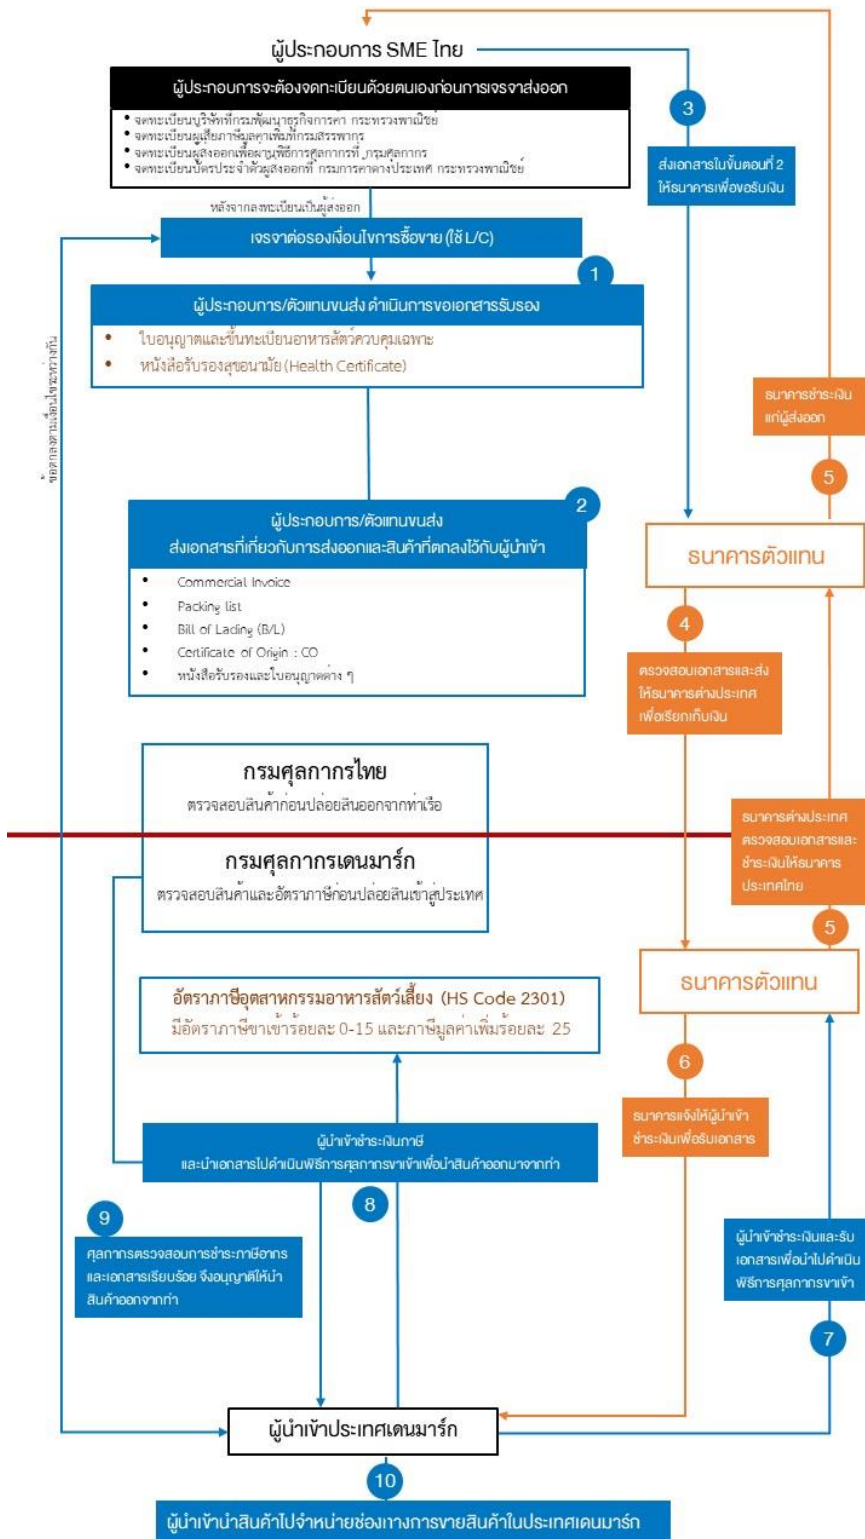 ผู้ประกอบการ SME ไทย
ผู้ประกอบการจะต้องจดทะเบียนด้วยตนเองก่อนการเจรจาส่งออก
• จดทะเบียนบริษัทที่กรมพัฒนาธุรกิจการค้า กระทรวงพาณิชย์
• จดทะเบียนผู้เสียภาษีมูลค่าเพิ่มที่กรมสรรพากร
• จดทะเบียนผู้ส่งออกเพื่อผ่านพิธีการศุลกากรที่ กรมศุลกากร
• จดทะเบียนบัตรประจำตัวผู้ส่งออกที่ กรมการค้าต่างประเทศ กระทรวงพาณิชย์
3
ส่งเอกสารในขั้นตอนที่ 2
ให้ธนาคารเพื่อขอรับเงิน
หลังจากลงทะเบียนเป็นผู้ส่งออก
เจรจาต่อรองเงื่อนไขการซื้อขาย (ใช้ L/C)
1
ผู้ประกอบการ/ตัวแทนขนส่ง ดำเนินการขอเอกสารรับรอง
• ใบอนุญาตและขึ้นทะเบียนอาหารสัตว์ควบคุมเฉพาะ
• หนังสือรับรองสุขอนามัย (Health Certificate)
ข้อตกลงตามเงื่อนไขระหว่างกัน
ธนาคารชำระเงิน
แก่ผู้ส่งออก
5
2
ผู้ประกอบการ/ตัวแทนขนส่ง
ส่งเอกสารที่เกี่ยวกับการส่งออกและสินค้าที่ตกลงไว้กับผู้นำเข้า
• Commercial Invoice
• Packing list
• Bill of Lading (B/L)
• Certificate of Origin : CO
• หนังสือรับรองและใบอนุญาตต่าง ๆ
ธนาคารตัวแทน
4
ตรวจสอบเอกสารและส่ง
ให้ธนาคารต่างประเทศ
เพื่อเรียกเก็บเงิน
กรมศุลกากรไทย
ตรวจสอบสินค้าก่อนปล่อยสินออกจากท่าเรือ
กรมศุลกากรเดนมาร์ก
ตรวจสอบสินค้าและอัตราภาษีก่อนปล่อยสินเข้าสู่ประเทศ
ธนาคารต่างประเทศ
ตรวจสอบเอกสารและ
ชำระเงินให้ธนาคาร
ประเทศไทย
5
ธนาคารตัวแทน
อัตราภาษีอุตสาหกรรมอาหารสัตว์เลี้ยง (HS Code 2301)
มีอัตราภาษีขาเข้าร้อยละ 0-15 และภาษีมูลค่าเพิ่มร้อยละ 25
6
ธนาคารแจ้งให้ผู้นำเข้า
ชำระเงินเพื่อรับเอกสาร
ผู้นำเข้าชำระเงินภาษี
และนำเอกสารไปดำเนินพิธีการศุลกากรขาเข้าเพื่อนำสินค้าออกมาจากท่า
8
9
ศุลกากรตรวจสอบการชำระภาษีอากร
และเอกสารเรียบร้อย จึงอนุญาติให้นำ
สินค้าออกจากท่า
ผู้นำเข้าชำระเงินและรับ
เอกสารเพื่อนำไปดำเนิน
พิธีการศุลกากรขาเข้า
7
ผู้นำเข้าประเทศเดนมาร์ก
10
ผู้นำเข้านำสินค้าไปจำหน่ายช่องทางการขายสินค้าในประเทศเดนมาร์ก